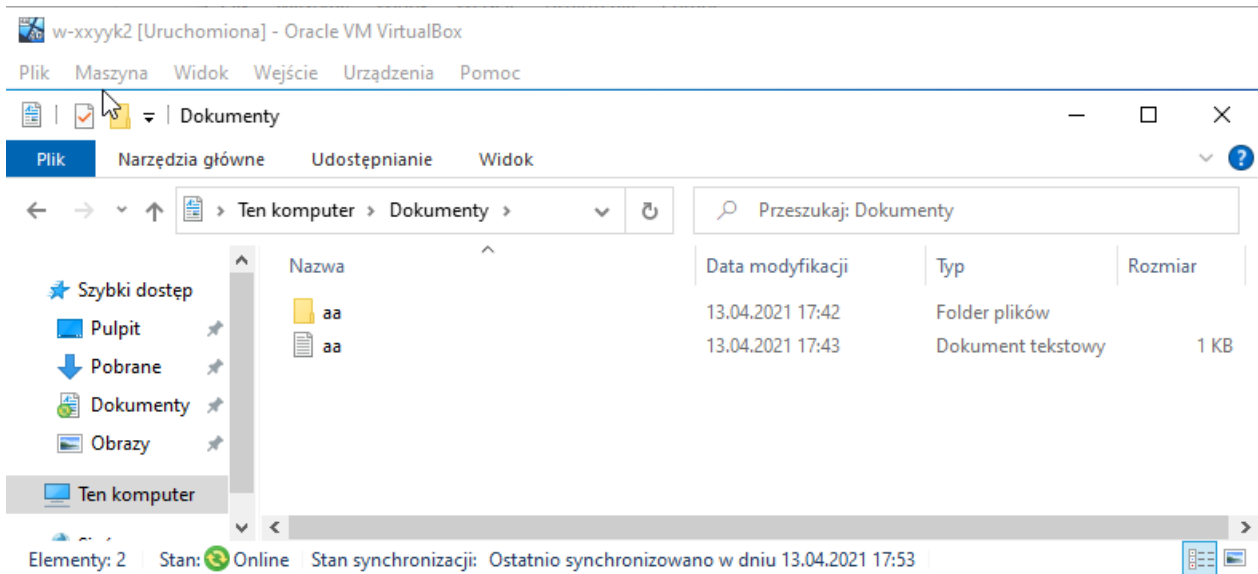 w-xxyyk2 [Uruchomiona] - Oracle VM VirtualBox
Plik Maszyna Widok Wejście Urządzenia Pomoc
Dokumenty
Plik Narzędzia główne Udostępnianie Widok
Ten komputer Dokumenty Przeszukaj: Dokumenty
Nazwa Data modyfikacji Typ Rozmiar
Szybki dostęp
aa 13.04.2021 17:42 Folder plików
Pulpit
aa 13.04.2021 17:43 Dokument tekstowy 1 KB
Pobrane
Dokumenty
Obrazy
Ten komputer
Elementy: 2 Stan: Online Stan synchronizacji: Ostatnio synchronizowano w dniu 13.04.2021 17:53